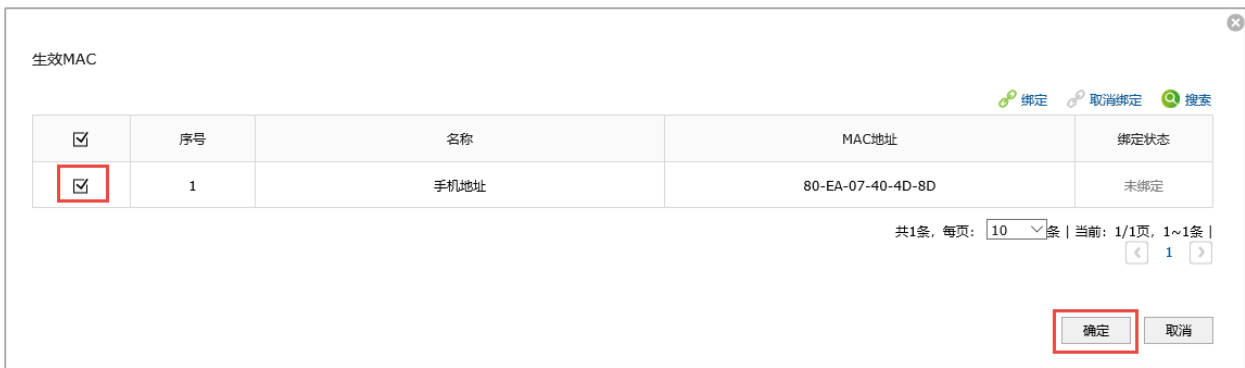 生效MAC
绑定 取消绑定 搜索
序号 名称 MAC地址 绑定状态
1 手机地址 80-EA-07-40-4D-8D 未绑定
共1条，每页： 10 条 | 当前：1/1页，1~1条 |
< 1 >
确定 取消